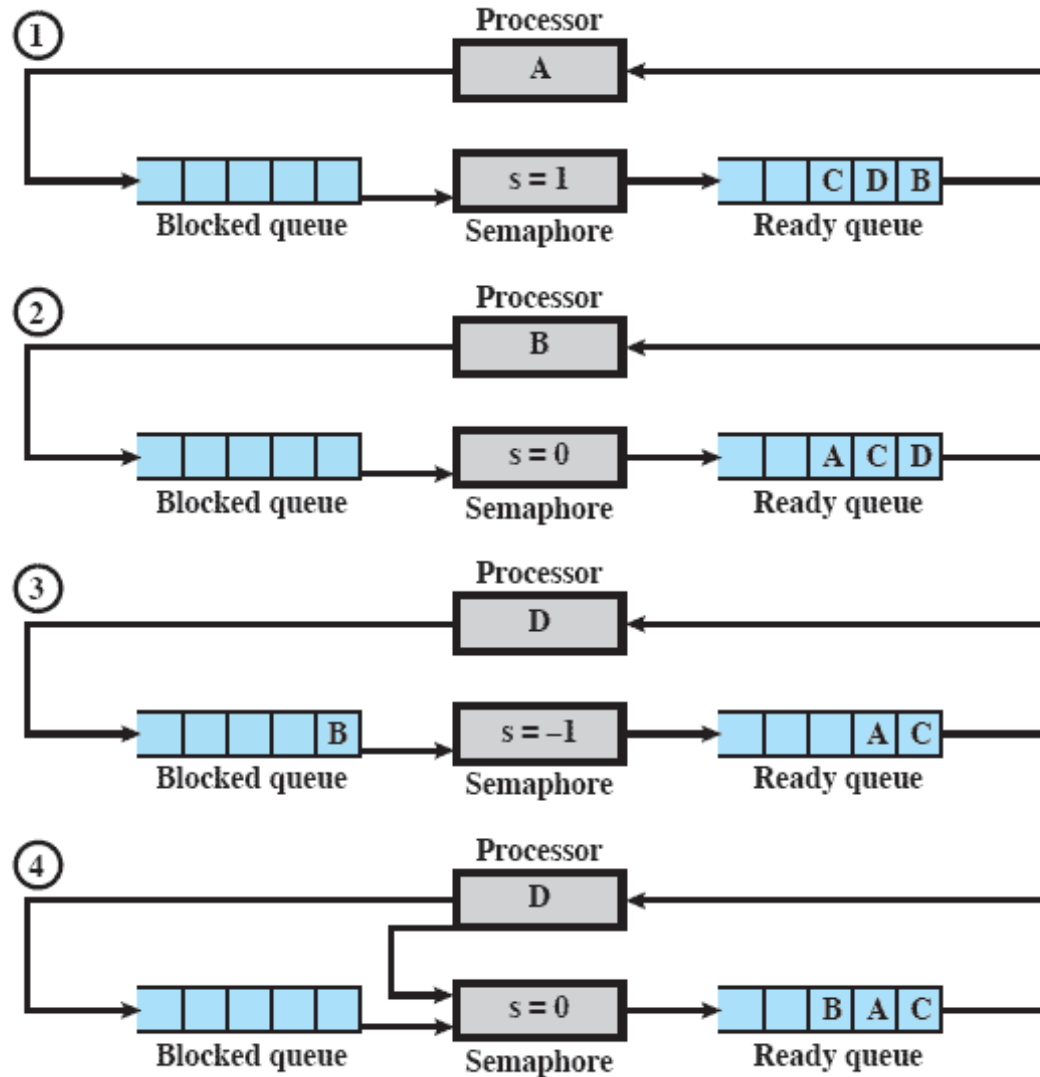 1
Processor
A
s = 1
C D B
Blocked queue
Semaphore
Ready queue
2
Processor
B
s = 0
A C D
Blocked queue
Semaphore
Ready queue
3
Processor
D
B
s = –1
A C
Blocked queue
Semaphore
Ready queue
4
Processor
D
s = 0
B A C
Blocked queue
Semaphore
Ready queue